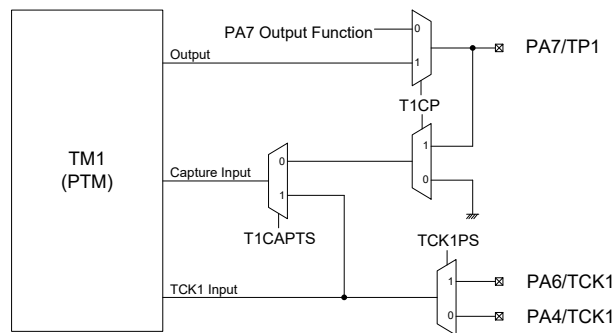 PA7 Output Function
0
1
PA7/TP1
Output
T1CP
TM1
(PTM)
1
0
Capture Input
0
1
T1CAPTS
TCK1PS
TCK1 Input
1
0
PA6/TCK1
PA4/TCK1